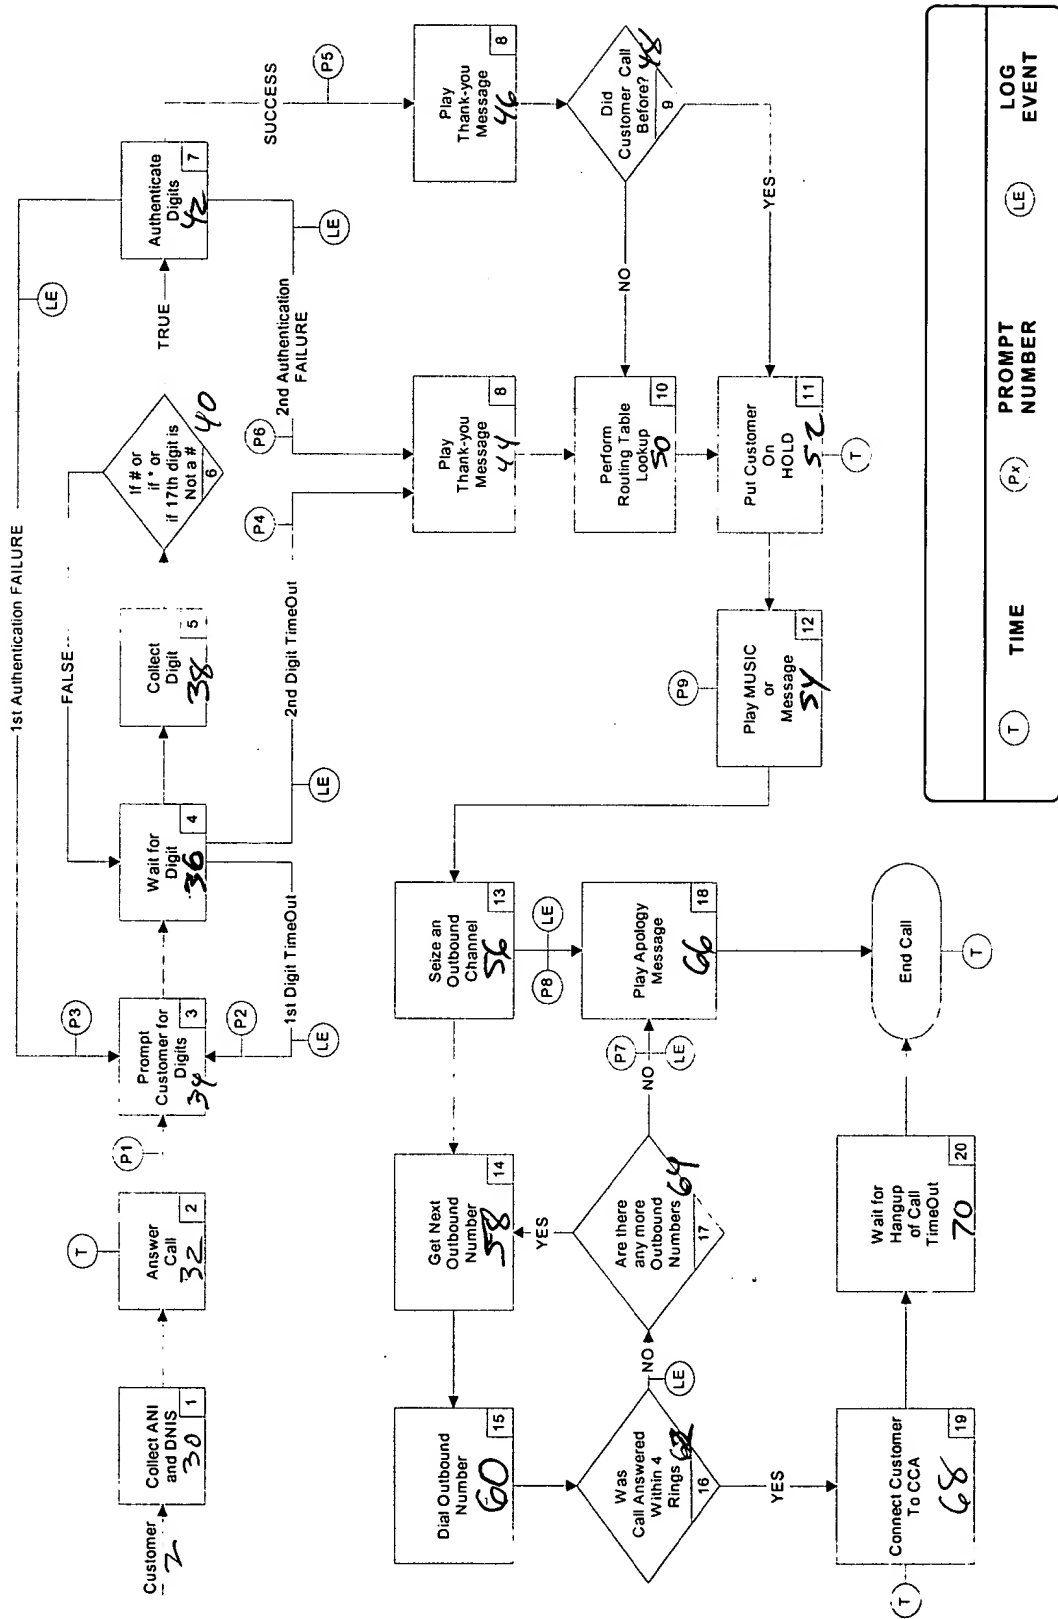 Customer
2
Collect ANI
and DNIS
30
1
T
Answer
Call
32
2
P1
P3
Prompt
Customer for
Digits
34
3
P2
LE
1st Digit TimeOut
Wait for
Digit
36
4
2nd Digit TimeOut
LE
Collect
Digit
38
5
FALSE
1st Authentication FAILURE
If # or
if * or
if 17th digit is
Not a #
40
6
TRUE
LE
Authenticate
Digits
42
7
LE
2nd Authentication
FAILURE
P4
P6
SUCCESS
P5
Play
Thank-you
Message
44
8
Play
Thank-you
Message
46
8
Did
Customer Call
Before?
48
9
NO
YES
Perform
Routing Table
Lookup
50
10
Put Customer
On
HOLD
52
11
T
P9
Play MUSIC
or
Message
54
12
Seize an
Outbound
Channel
56
13
P8
LE
Get Next
Outbound
Number
58
14
Dial Outbound
Number
60
15
Was
Call Answered
Within 4
Rings
62
16
NO
LE
YES
Are there
any more
Outbound
Numbers
64
17
YES
NO
P7
LE
Play Apology
Message
66
18
Connect Customer
To CCA
68
19
T
Wait for
Hangup
of Call
TimeOut
70
20
End Call
T
T
TIME
Px
PROMPT
NUMBER
LE
LOG
EVENT